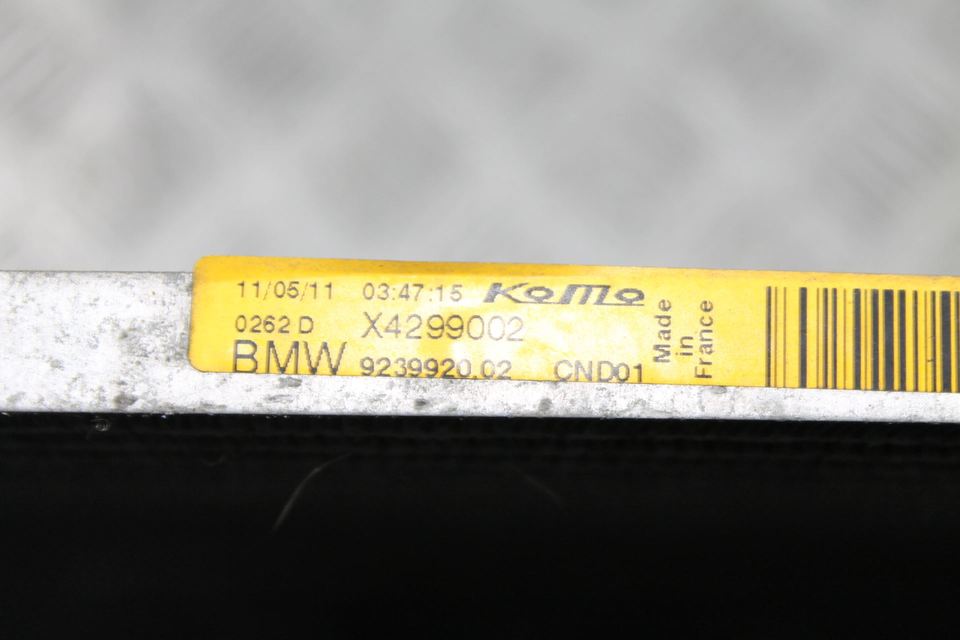 11/05/11 03:47:15 KoMo
0262 D X4299002
BMW 9239920.02 CND01
Made
in
France